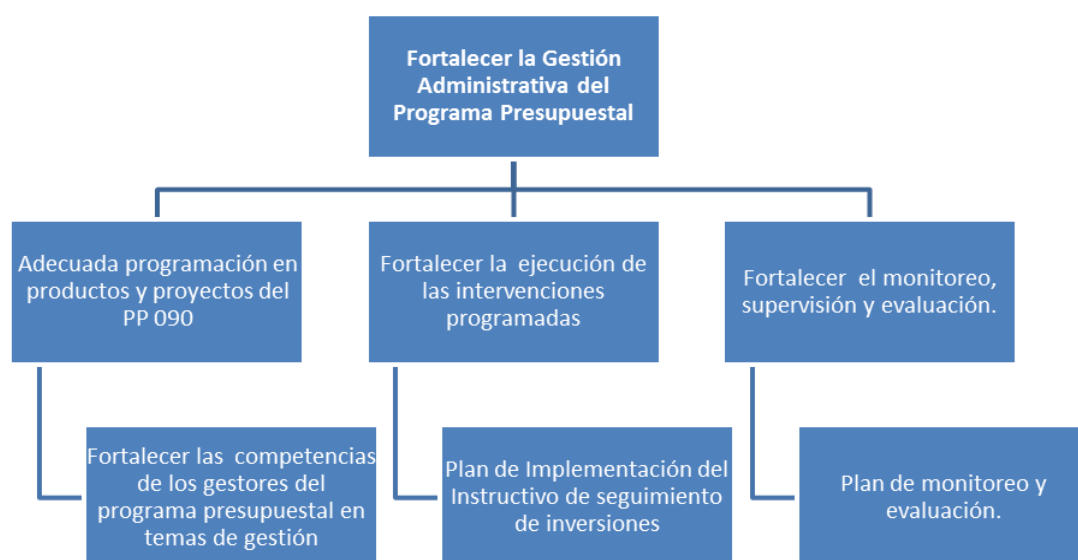 Fortalecer la Gestión
Administrativa del
Programa Presupuestal
Adecuada programación en
productos y proyectos del
PP 090
Fortalecer la ejecución de
las intervenciones
programadas
Fortalecer el monitoreo,
supervisión y evaluación.
Fortalecer las competencias
de los gestores del
programa presupuestal en
temas de gestión
Plan de Implementación del
Instructivo de seguimiento
de inversiones
Plan de monitoreo y
evaluación.